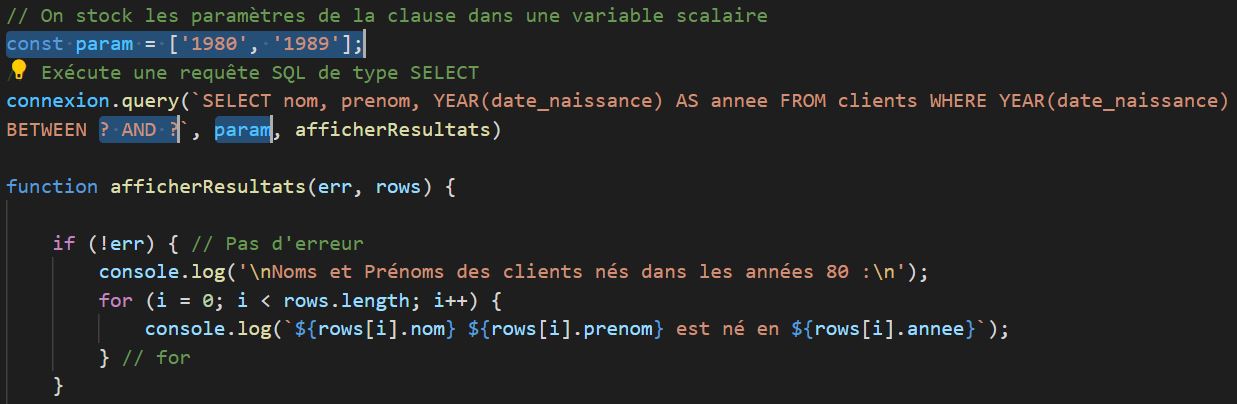 // On stock les paramètres de la clause dans une variable scalaire
const param = ['1980', '1989'];
/ Exécute une requête SQL de type SELECT
connexion.query(`SELECT nom, prenom, YEAR(date_naissance) AS annee FROM clients WHERE YEAR(date_naissance)
BETWEEN ? AND ?`, param, afficherResultats)
function afficherResultats(err, rows) {
if (!err) { // Pas d'erreur
console.log('\nNoms et Prénoms des clients nés dans les années 80 :\n');
for (i = 0; i < rows.length; i++) {
console.log(`${rows[i].nom} ${rows[i].prenom} est né en ${rows[i].annee}`);
} // for
}